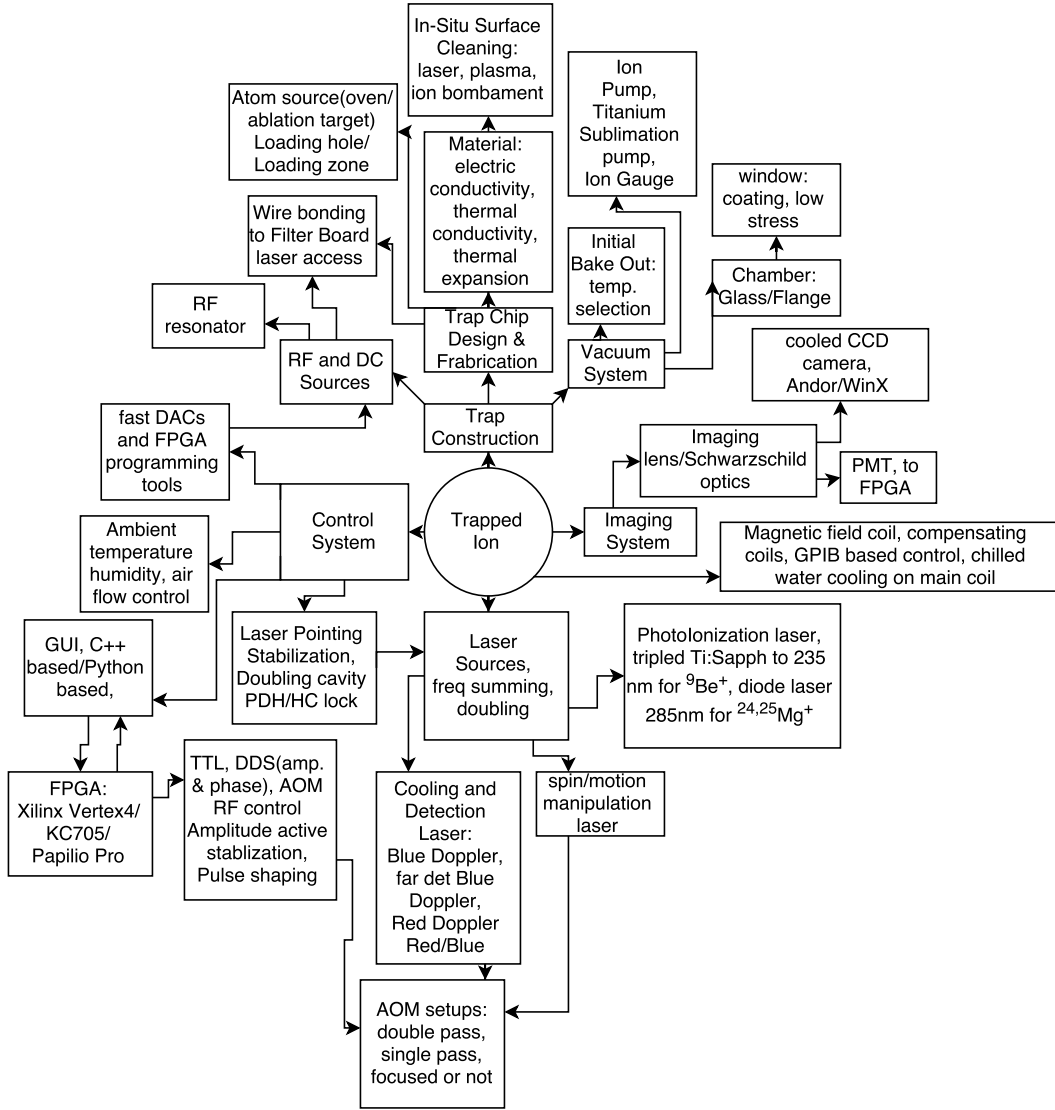 In-Situ Surface
Cleaning:
laser, plasma,
ion bombament
Ion
Pump,
Titanium
Sublimation
pump,
Ion Gauge
Atom source(oven/
ablation target)
Loading hole/
Loading zone
Material:
electric
conductivity,
thermal
conductivity,
thermal
expansion
window:
coating, low
stress
Wire bonding
to Filter Board
laser access
Initial
Bake Out:
temp.
selection
Chamber:
Glass/Flange
RF
resonator
Trap Chip
Design &
Frabrication
RF and DC
Sources
Vacuum
System
cooled CCD
camera,
Andor/WinX
fast DACs
and FPGA
programming
tools
Trap
Construction
Imaging
lens/Schwarzschild
optics
PMT, to
FPGA
Ambient
temperature
humidity, air
flow control
Control
System
Trapped
Ion
Imaging
System
Magnetic field coil, compensating
coils, GPIB based control, chilled
water cooling on main coil
GUI, C++
based/Python
based,
Laser Pointing
Stabilization,
Doubling cavity
PDH/HC lock
Laser
Sources,
freq summing,
doubling
PhotoIonization laser,
tripled Ti:Sapph to 235
nm for ⁹Be⁺, diode laser
285nm for ²⁴,²⁵Mg⁺
FPGA:
Xilinx Vertex4/
KC705/
Papilio Pro
TTL, DDS(amp.
& phase), AOM
RF control
Amplitude active
stablization,
Pulse shaping
Cooling and
Detection
Laser:
Blue Doppler,
far det Blue
Doppler,
Red Doppler
Red/Blue
spin/motion
manipulation
laser
AOM setups:
double pass,
single pass,
focused or not